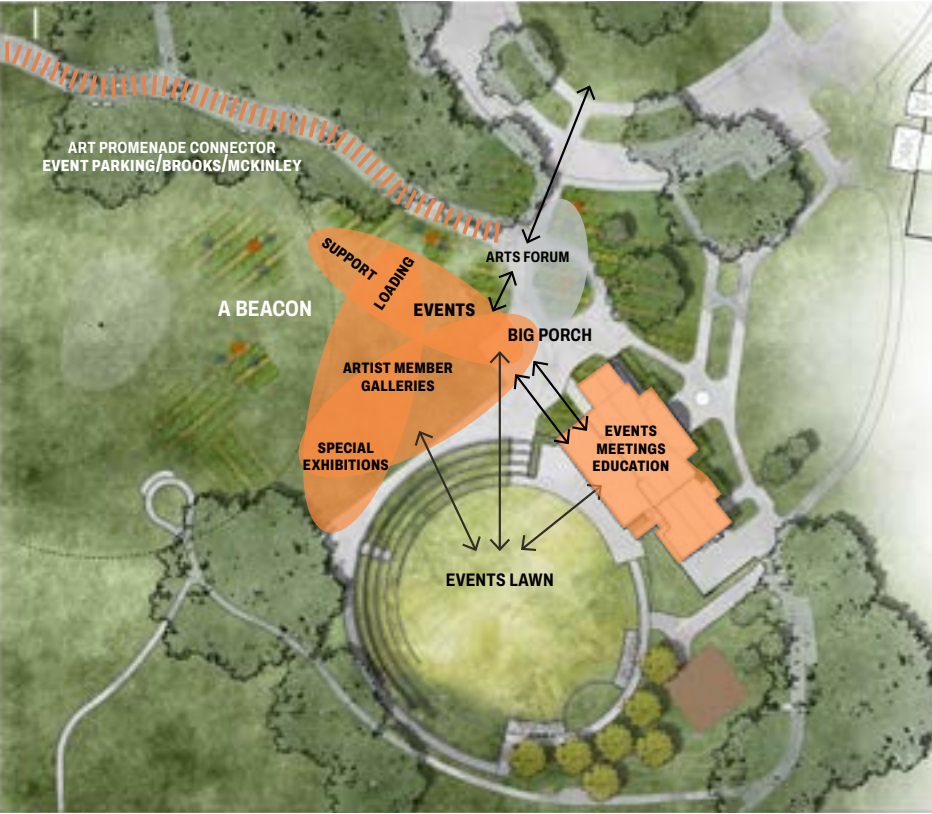 ART PROMENADE CONNECTOR
EVENT PARKING/BROOKS/MCKINLEY
SUPPORT
LOADING
ARTS FORUM
A BEACON
EVENTS
BIG PORCH
ARTIST MEMBER
GALLERIES
SPECIAL
EXHIBITIONS
EVENTS
MEETINGS
EDUCATION
EVENTS LAWN